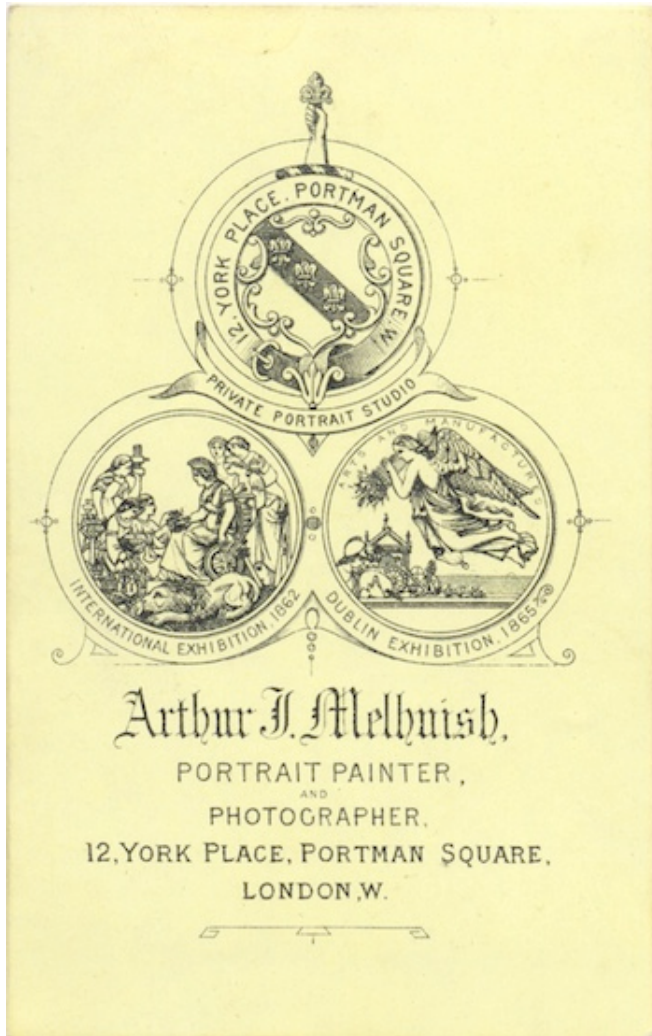 12, YORK PLACE. PORTMAN SQUARE, W.
PRIVATE PORTRAIT STUDIO
ARTS AND MANUFACTURES
INTERNATIONAL EXHIBITION, 1862
DUBLIN EXHIBITION, 1865
Arthur J. Melhuish,
PORTRAIT PAINTER,
AND
PHOTOGRAPHER,
12, YORK PLACE, PORTMAN SQUARE,
LONDON, W.